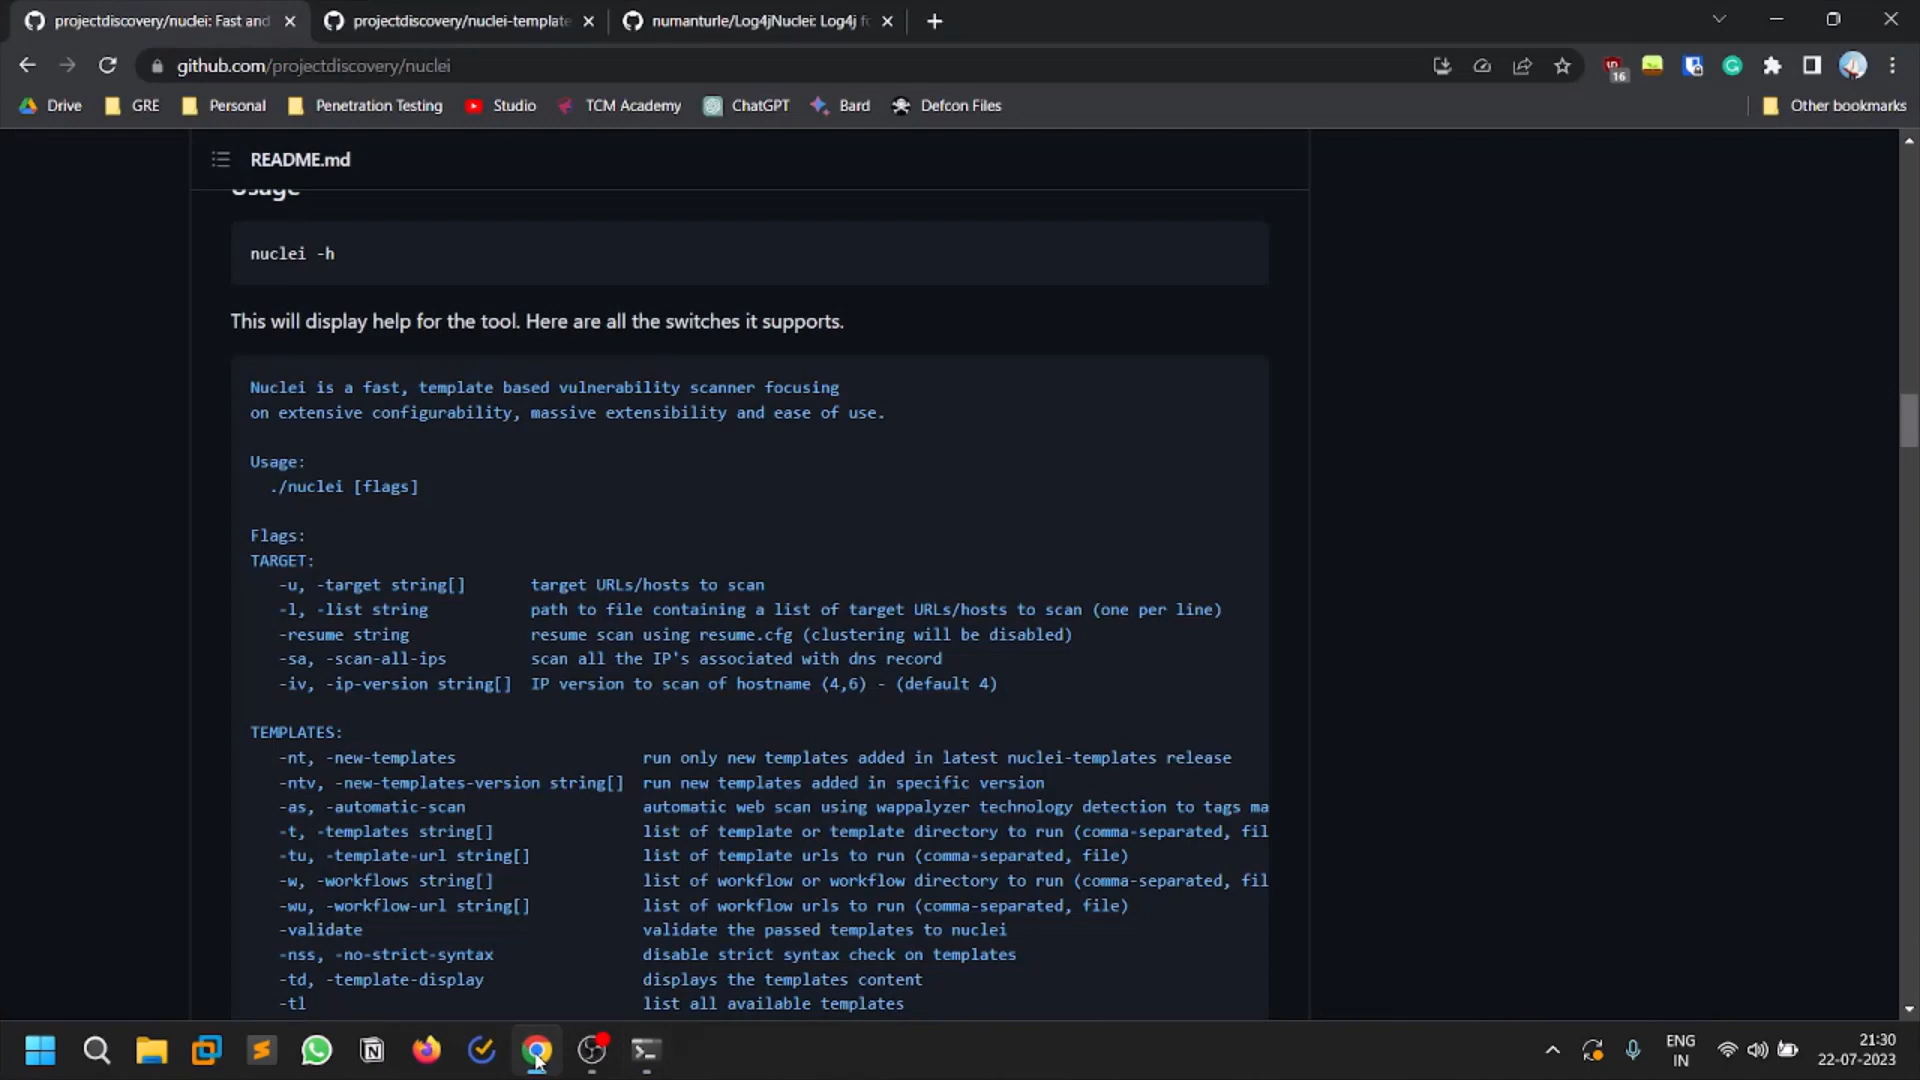 projectdiscovery/nuclei: Fast and
projectdiscovery/nuclei-template
numanturle/Log4jNuclei: Log4j fo
github.com/projectdiscovery/nuclei
16
Drive
GRE
Personal
Penetration Testing
Studio
TCM Academy
ChatGPT
Bard
Defcon Files
Other bookmarks
README.md
Usage
nuclei -h
This will display help for the tool. Here are all the switches it supports.
Nuclei is a fast, template based vulnerability scanner focusing
on extensive configurability, massive extensibility and ease of use.
Usage:
./nuclei [flags]
Flags:
TARGET:
-u, -target string[] target URLs/hosts to scan
-l, -list string path to file containing a list of target URLs/hosts to scan (one per line)
-resume string resume scan using resume.cfg (clustering will be disabled)
-sa, -scan-all-ips scan all the IP's associated with dns record
-iv, -ip-version string[] IP version to scan of hostname (4,6) - (default 4)
TEMPLATES:
-nt, -new-templates run only new templates added in latest nuclei-templates release
-ntv, -new-templates-version string[] run new templates added in specific version
-as, -automatic-scan automatic web scan using wappalyzer technology detection to tags ma
-t, -templates string[] list of template or template directory to run (comma-separated, fil
-tu, -template-url string[] list of template urls to run (comma-separated, file)
-w, -workflows string[] list of workflow or workflow directory to run (comma-separated, fil
-wu, -workflow-url string[] list of workflow urls to run (comma-separated, file)
-validate validate the passed templates to nuclei
-nss, -no-strict-syntax disable strict syntax check on templates
-td, -template-display displays the templates content
-tl list all available templates
ENG
IN
21:30
22-07-2023